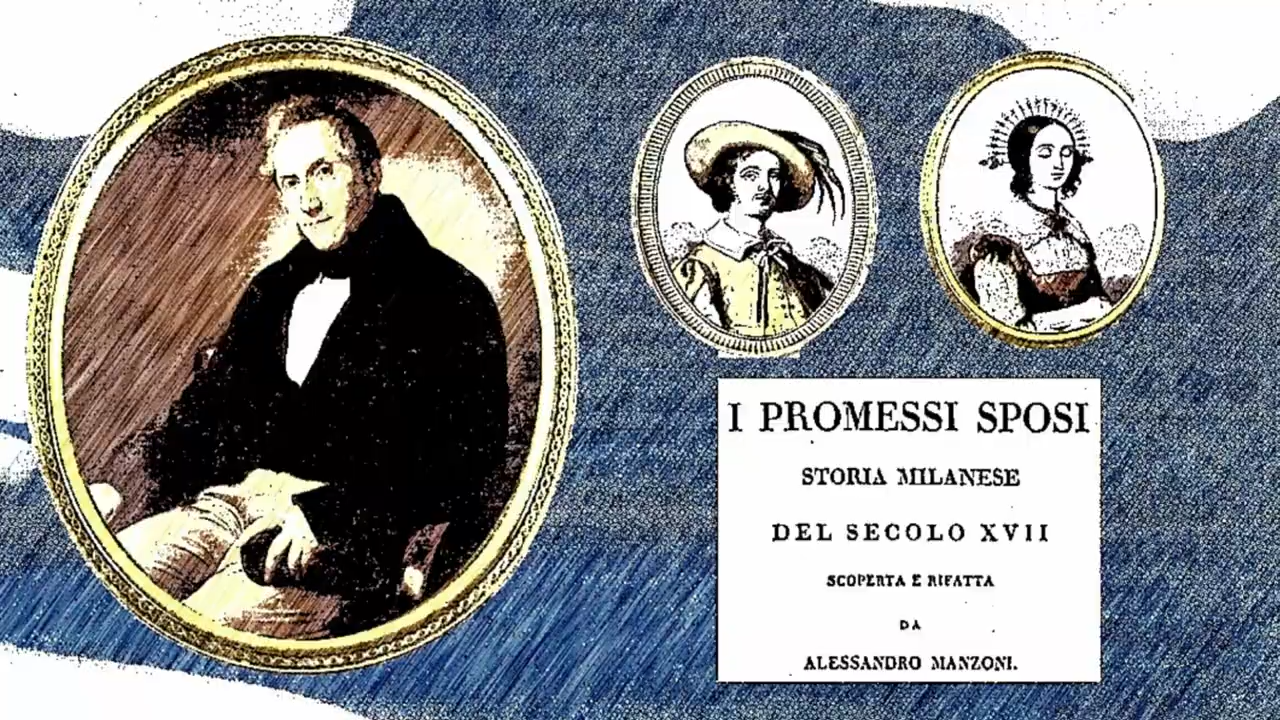 I PROMESSI SPOSI
STORIA MILANESE
DEL SECOLO XVII
SCOPERTA E RIFATTA
DA
ALESSANDRO MANZONI.